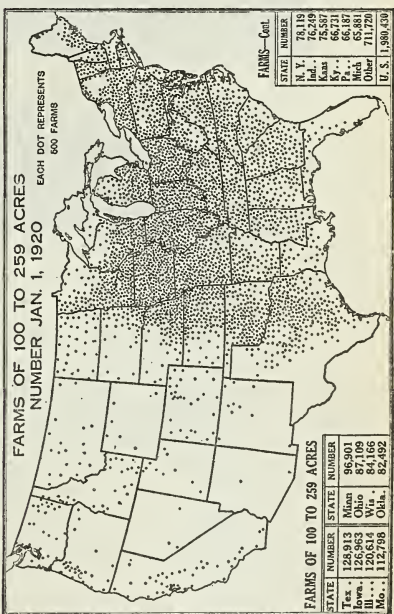 FARMS OF 100 TO 259 ACRES
NUMBER JAN. 1, 1920
EACH DOT REPRESENTS
FARMS
FARMS OF 100 TO 259 ACRES
STATE NUMBER STATE NUMBER
Tex 128,913 Minn 96,901
Iowa.. 126,963 Ohio 87,109
Ill... 120,614 Wis . 84,166
Mo.. 112,798 Okla. 82,492
FARMS—Cont.
STATE NUMBER
N. Y. 78,119
Ind.. 76,249
Kans 75,587
Ky.. 66,731
Pa.. 66,187
Mich 65,881
Other 711,720
U. S. 1,980,430